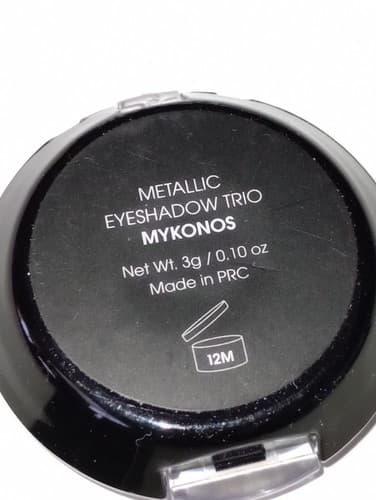 METALLIC
EYESHADOW TRIO
MYKONOS
Net Wt. 3g / 0.10 oz
Made in PRC
12M